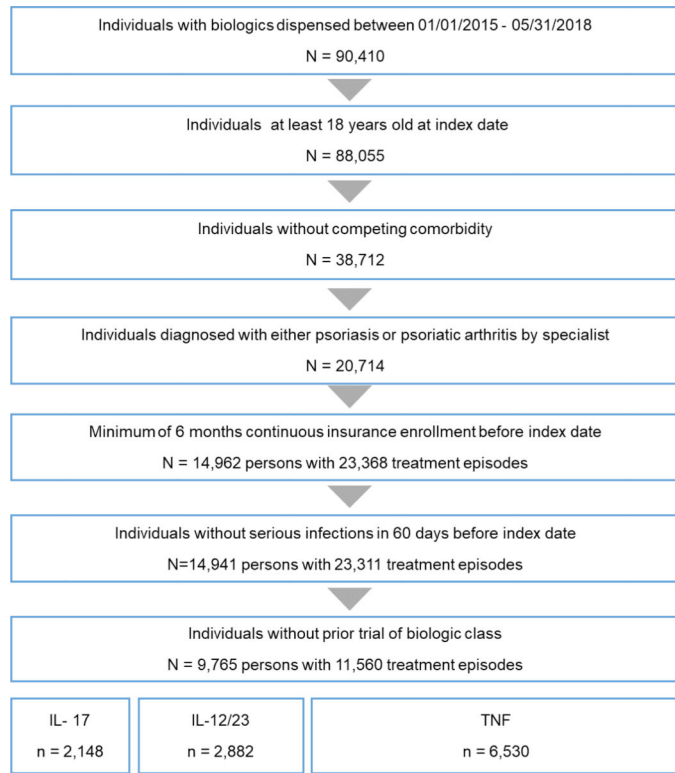 Individuals with biologics dispensed between 01/01/2015 - 05/31/2018
N = 90,410
Individuals at least 18 years old at index date
N = 88,055
Individuals without competing comorbidity
N = 38,712
Individuals diagnosed with either psoriasis or psoriatic arthritis by specialist
N = 20,714
Minimum of 6 months continuous insurance enrollment before index date
N = 14,962 persons with 23,368 treatment episodes
Individuals without serious infections in 60 days before index date
N=14,941 persons with 23,311 treatment episodes
Individuals without prior trial of biologic class
N = 9,765 persons with 11,560 treatment episodes
IL- 17
n = 2,148
IL-12/23
n = 2,882
TNF
n = 6,530